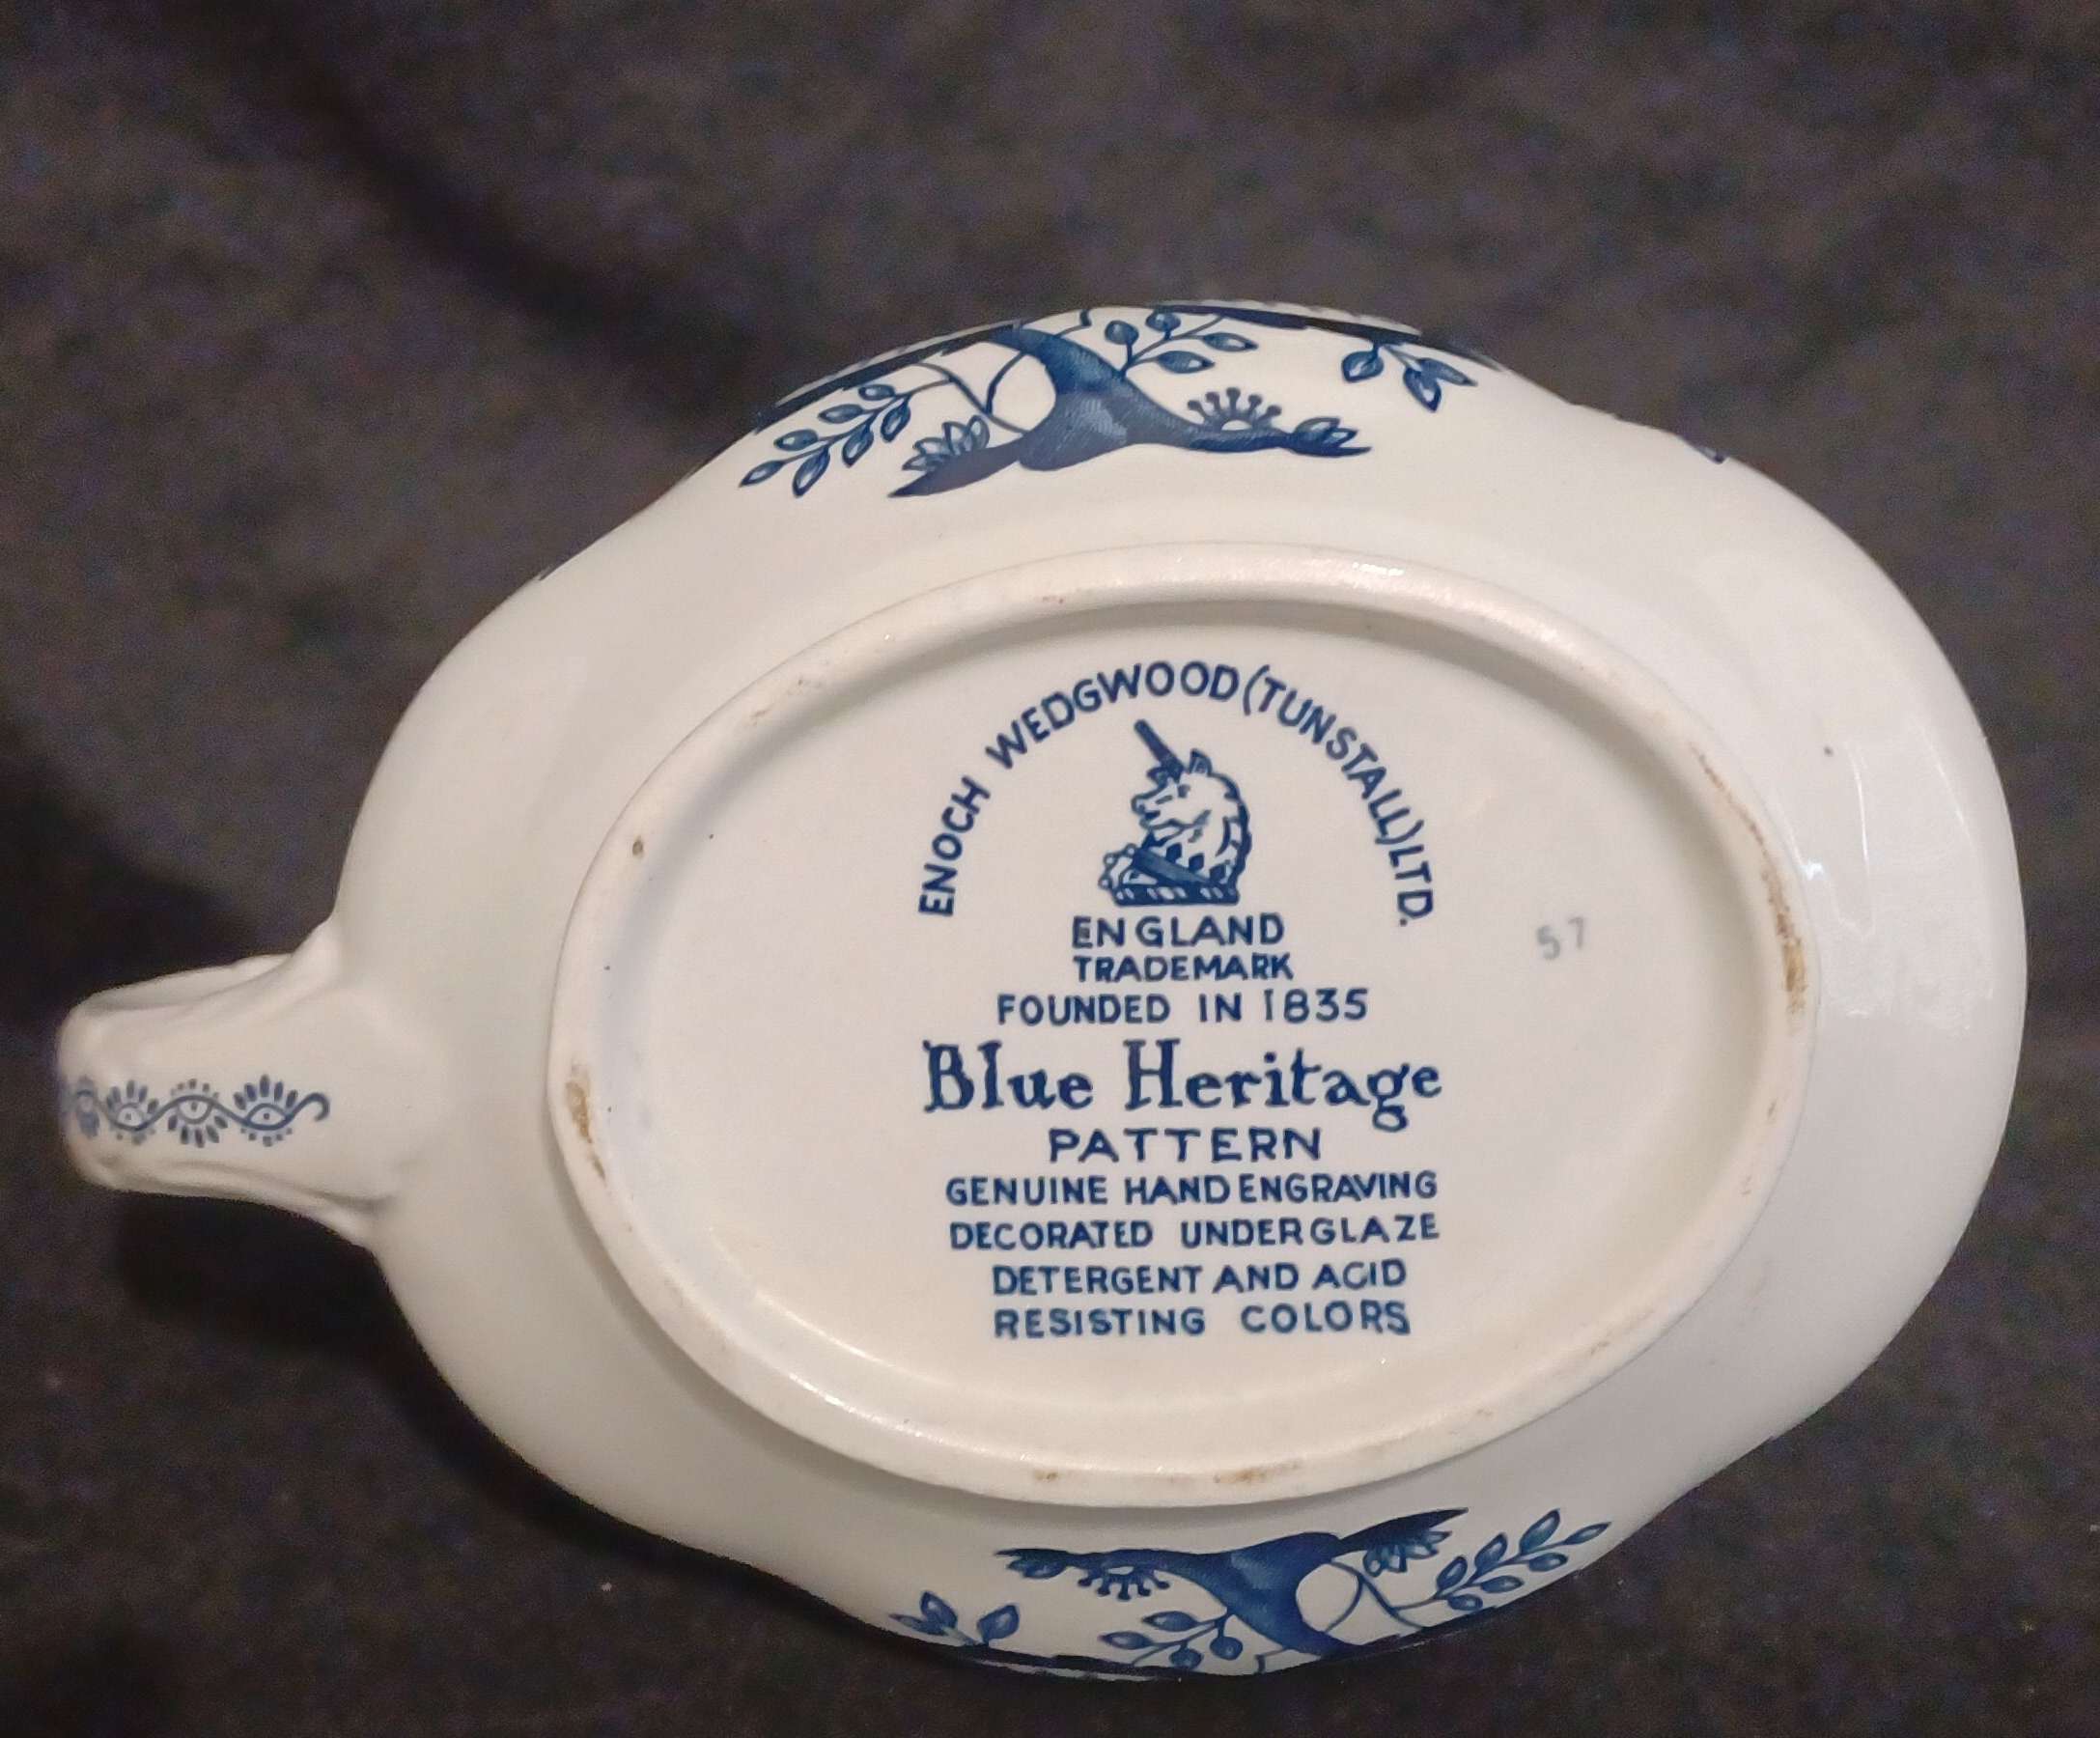 ENOCH WEDGWOOD (TUNSTALL) LTD.
ENGLAND
TRADEMARK
FOUNDED IN 1835
Blue Heritage
PATTERN
GENUINE HAND ENGRAVING
DECORATED UNDERGLAZE
DETERGENT AND ACID
RESISTING COLORS
57